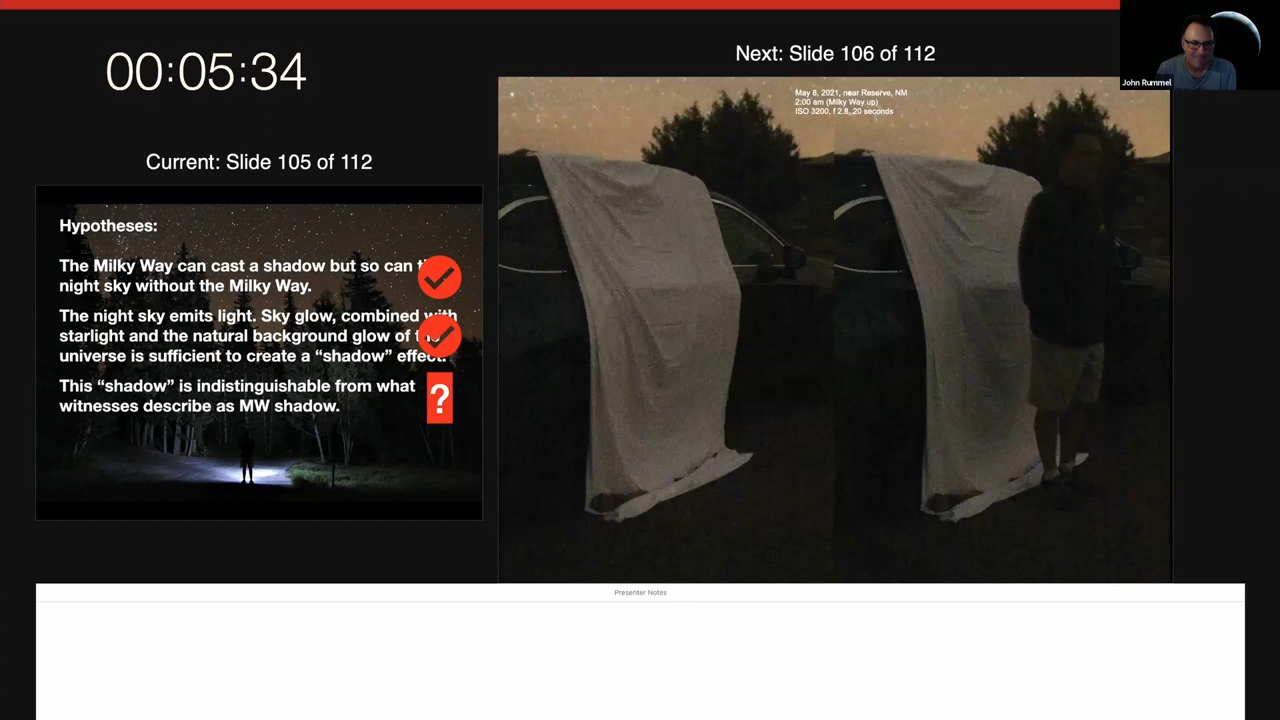 00:05:34
Current: Slide 105 of 112
Hypotheses:
The Milky Way can cast a shadow but so can
night sky without the Milky Way.
The night sky emits light. Sky glow, combined with
starlight and the natural background glow of
universe is sufficient to create a “shadow” effect.
This “shadow” is indistinguishable from what
witnesses describe as MW shadow.
?
Next: Slide 106 of 112
May 8, 2021, near Reserve, NM
2:00 am (Milky Way up)
ISO 3200, f 2.8, 20 seconds
John Rummel
Presenter Notes